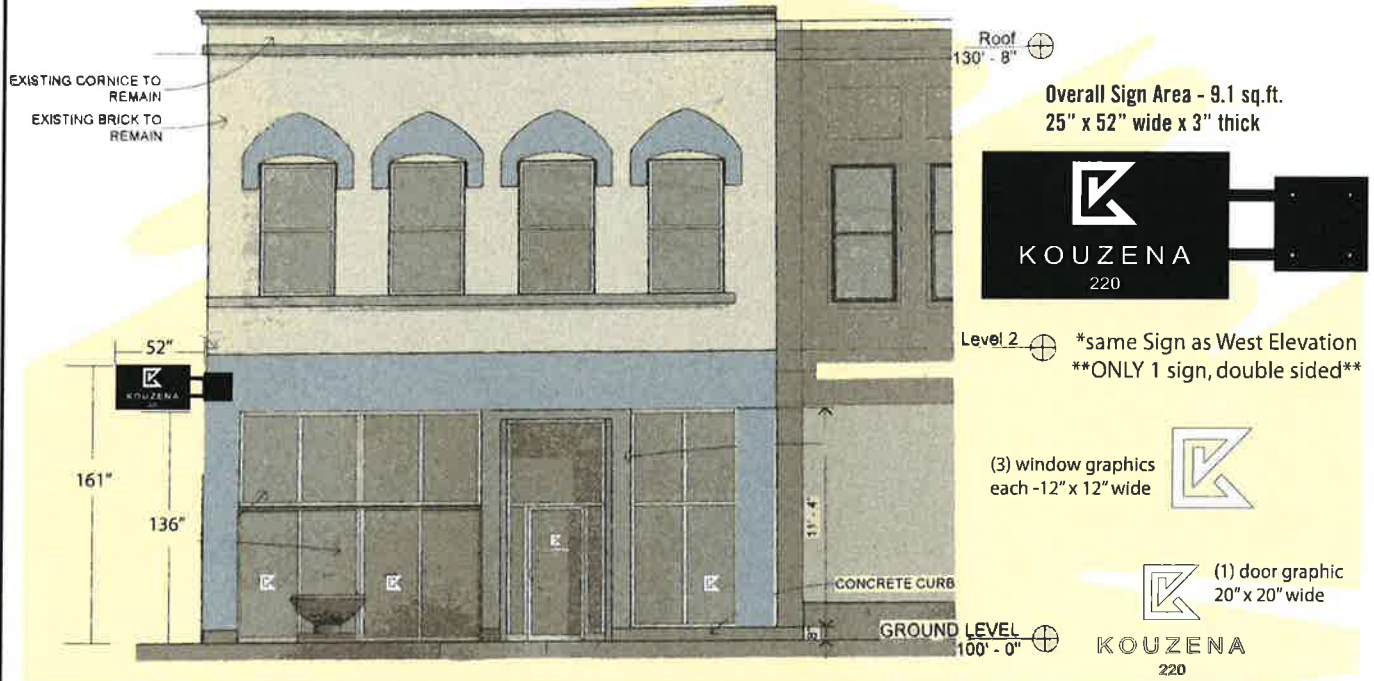 EXISTING CORNICE TO
REMAIN
EXISTING BRICK TO
REMAIN
Roof
130' - 8"
Overall Sign Area - 9.1 sq.ft.
25" x 52" wide x 3" thick
KOUZENA
220
Level 2
*same Sign as West Elevation
**ONLY 1 sign, double sided**
52"
KOUZENA
161"
136"
11' - 4"
8"
(3) window graphics
each -12" x 12" wide
CONCRETE CURB
GROUND LEVEL
100' - 0"
(1) door graphic
20" x 20" wide
KOUZENA
220